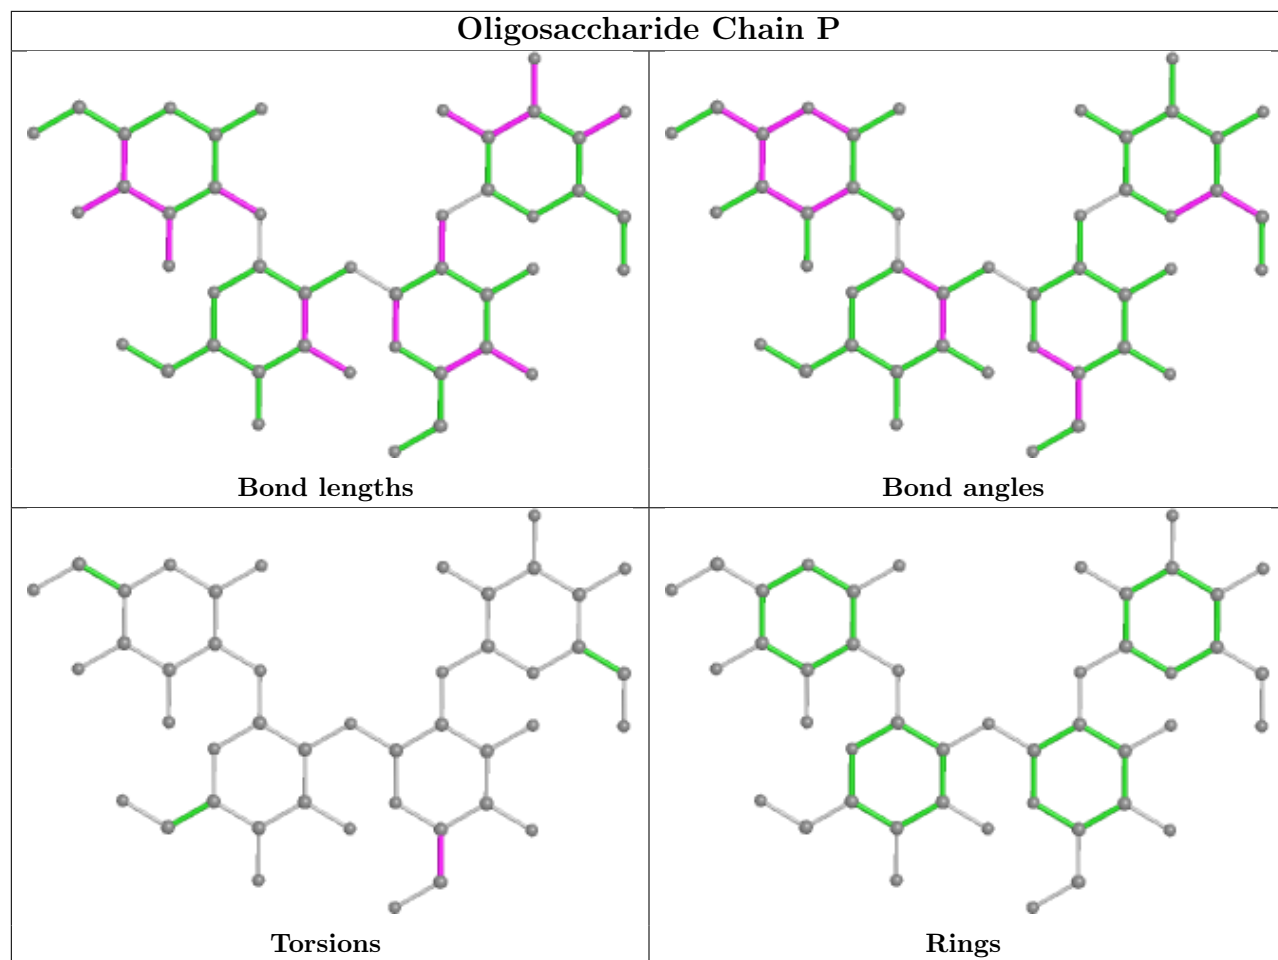 Oligosaccharide Chain P
Bond lengths
Bond angles
Torsions
Rings